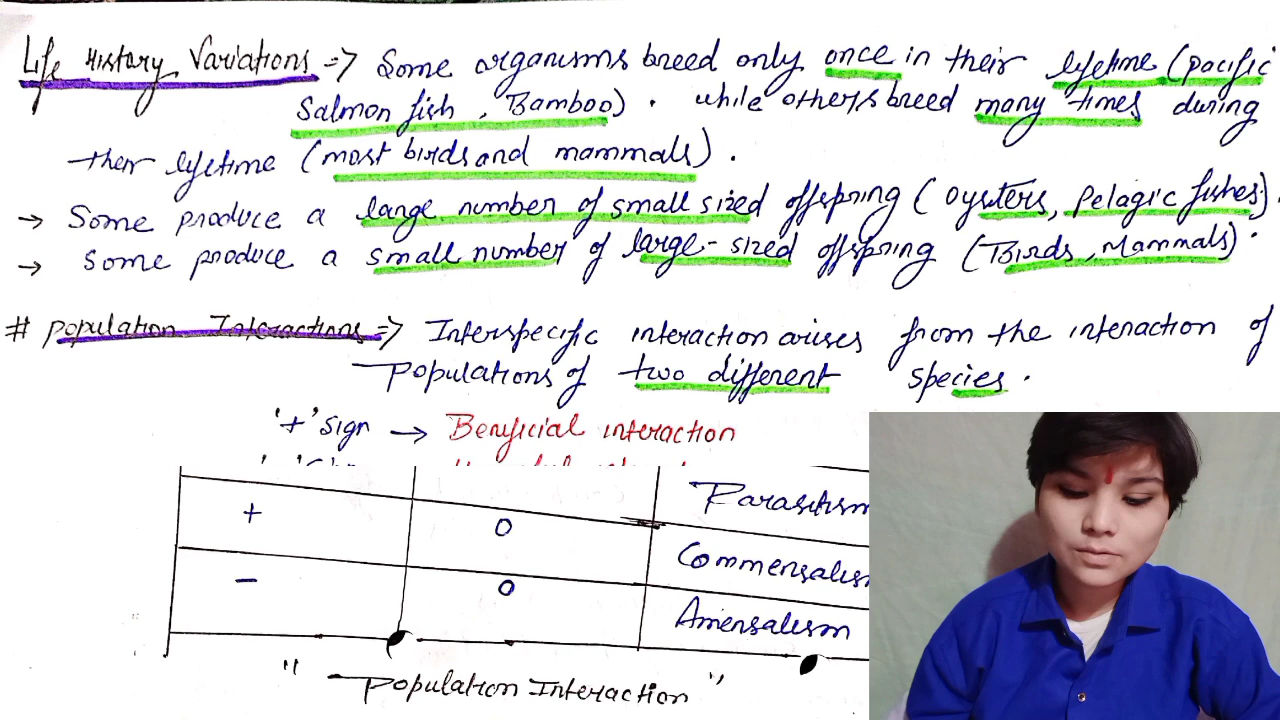 Life History Variations => Some organisms breed only once in their lifetime (pacific
Salmon fish, Bamboo). while others breed many times during
their lifetime (most birds and mammals).
→ Some produce a large number of small sized offspring (Oysters, Pelagic fishes).
→ Some produce a small number of large-sized offspring (Birds, Mammals).
# Population Interactions => Interspecific interaction arises from the interaction of
Populations of two different species.
'+' sign → Beneficial interaction
Parasitism
+ 0 Commensalism
- 0 Amensalism
" Population Interaction "